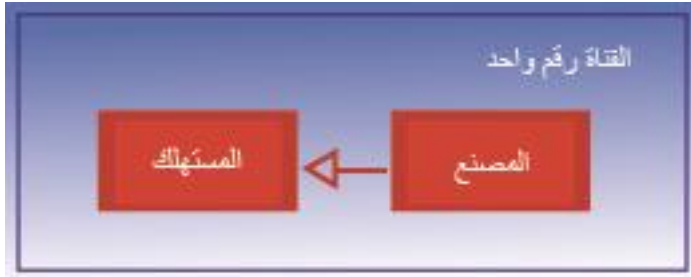 القناة رقم واحد
المصنع
المستهلك